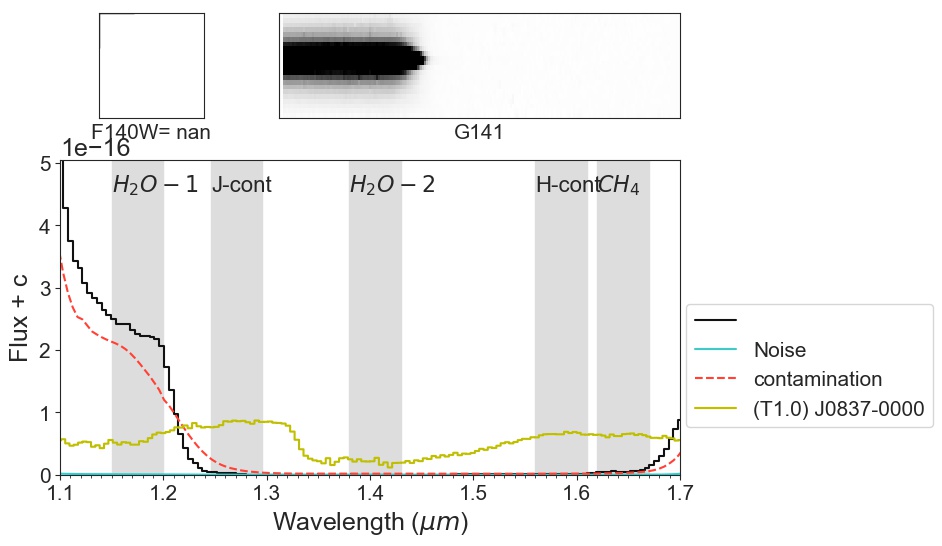 F140W= nan
G141
1e−16
H₂O − 1 J-cont H₂O − 2 H-cont CH₄
5
4
3
2
1
0
Flux + c
Noise
contamination
(T1.0) J0837-0000
1.1 1.2 1.3 1.4 1.5 1.6 1.7
Wavelength (μm)